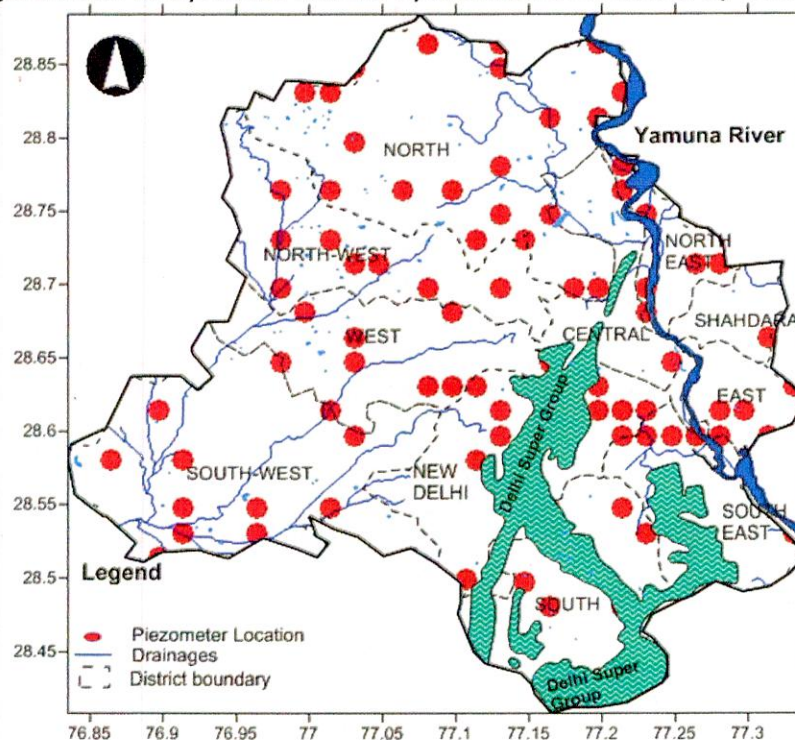 28.85
28.8
28.75
28.7
28.65
28.6
28.55
28.5
28.45
Yamuna River
NORTH
NORTH-WEST
NORTH
EAST
SHAHDARA
WEST
CENTRAL
EAST
Delhi Super Group
SOUTH-WEST
NEW
DELHI
SOUTH
EAST
SOUTH
Delhi Super
Group
Legend
Piezometer Location
Drainages
District boundary
76.85 76.9 76.95 77 77.05 77.1 77.15 77.2 77.25 77.3